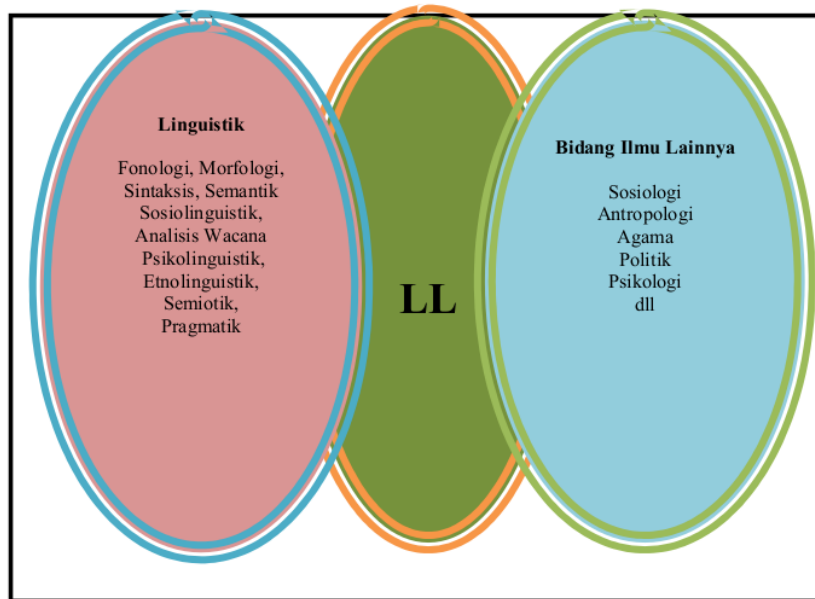 Linguistik
Fonologi, Morfologi,
Sintaksis, Semantik
Sosiolinguistik,
Analisis Wacana
Psikolinguistik,
Etnolinguistik,
Semiotik,
Pragmatik
LL
Bidang Ilmu Lainnya
Sosiologi
Antropologi
Agama
Politik
Psikologi
dll